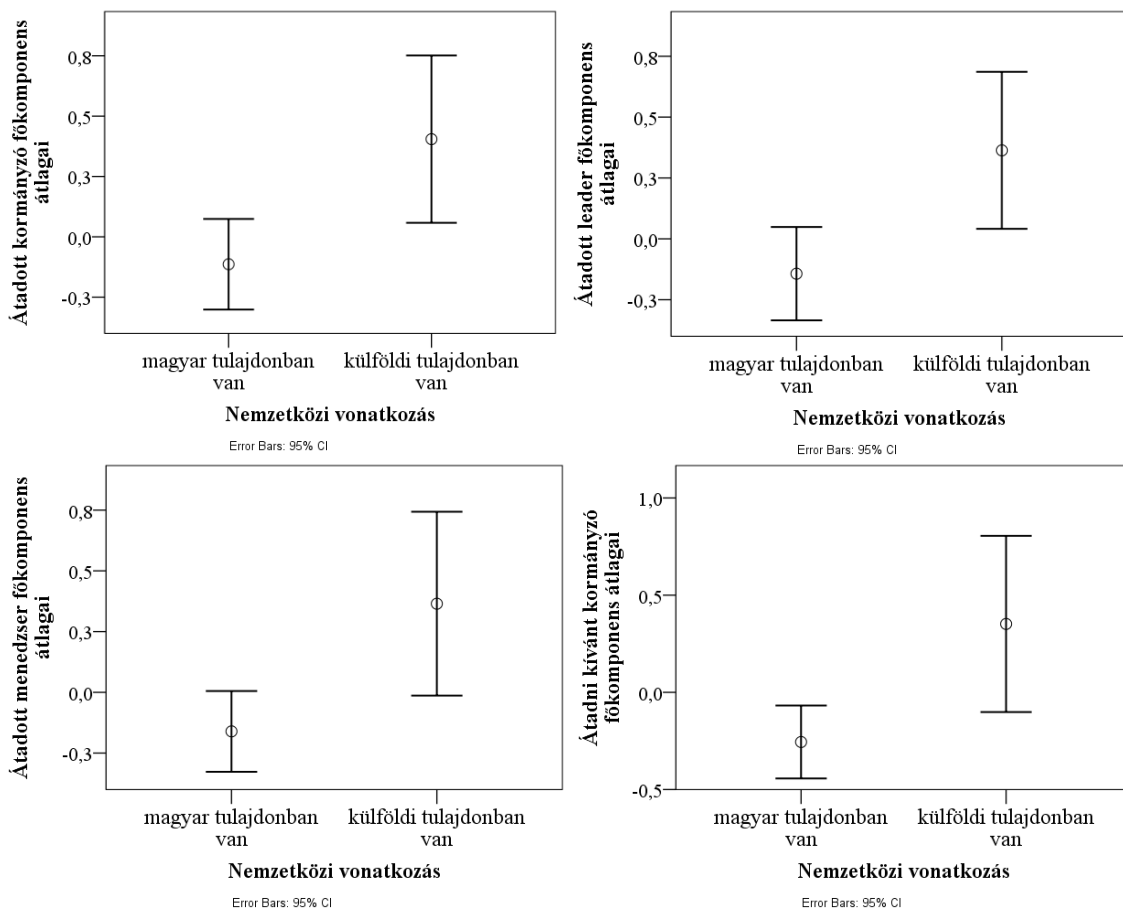 Átadott kormányzó főkomponens
átlagai
0,8
0,5
0,3
0,0
-0,3
magyar tulajdonban
van
külföldi tulajdonban
van
Nemzetközi vonatkozás
Error Bars: 95% CI
Átadott leader főkomponens
átlagai
0,8
0,5
0,3
0,0
-0,3
magyar tulajdonban
van
külföldi tulajdonban
van
Nemzetközi vonatkozás
Error Bars: 95% CI
Átadott menedzser főkomponens
átlagai
0,8
0,5
0,3
0,0
-0,3
magyar tulajdonban
van
külföldi tulajdonban
van
Nemzetközi vonatkozás
Error Bars: 95% CI
Átadni kívánt kormányzó
főkomponens átlagai
1,0
0,5
0,0
-0,5
magyar tulajdonban
van
külföldi tulajdonban
van
Nemzetközi vonatkozás
Error Bars: 95% CI